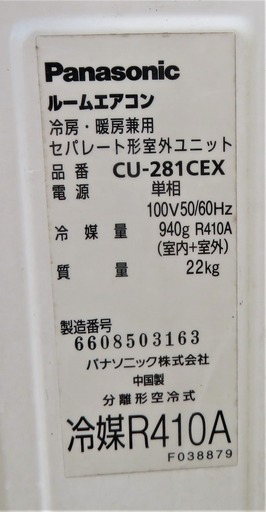 Panasonic
ルームエアコン
冷房・暖房兼用
セパレート形室外ユニット
品番 CU-281CEX
電源 単相
100V50/60Hz
冷媒量 940g R410A
(室内+室外)
質量 22kg
製造番号
6608503163
パナソニック株式会社
中国製
分離形空冷式
冷媒R410A
F038879